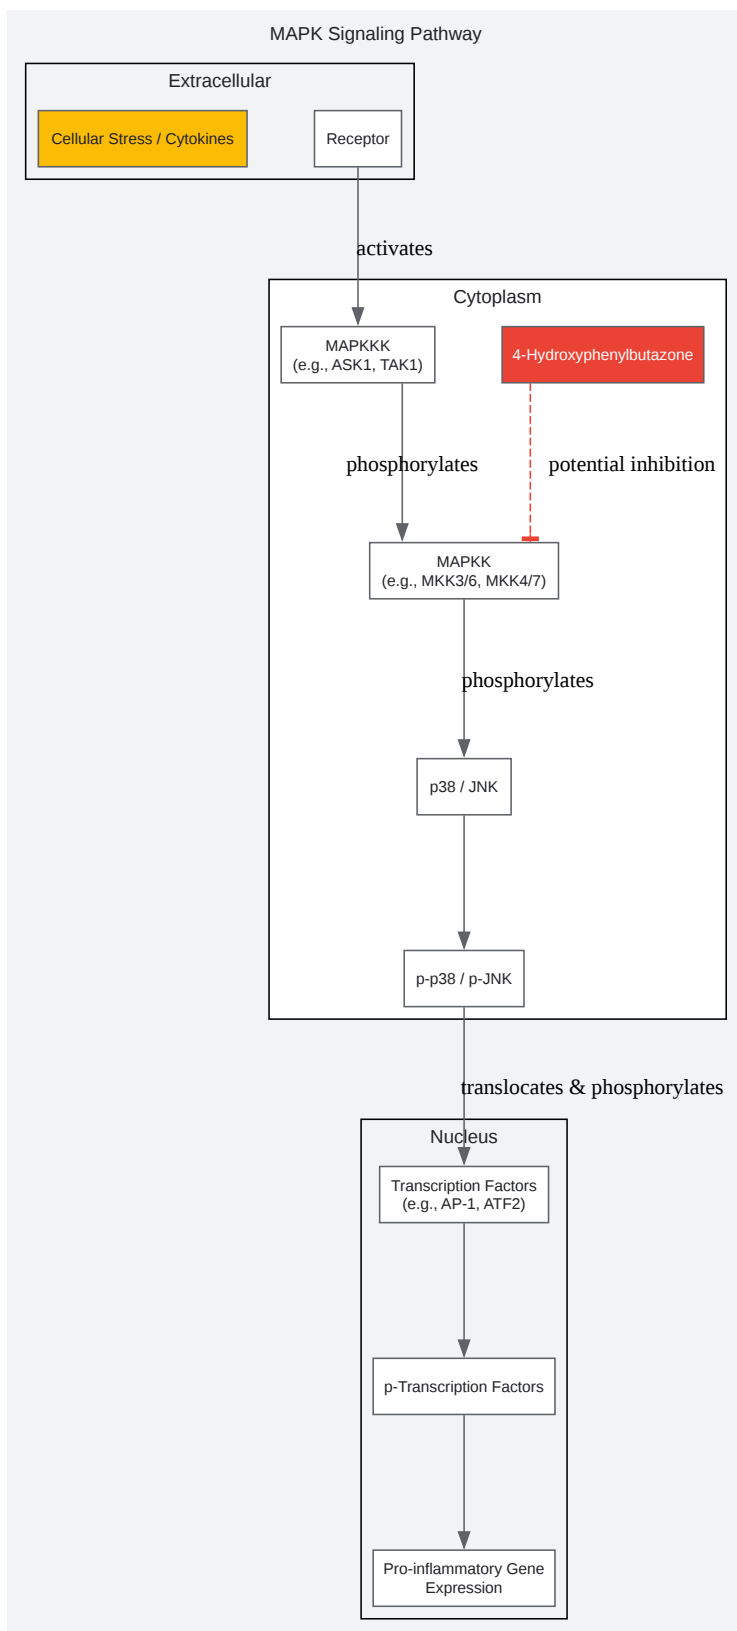 MAPK Signaling Pathway
Extracellular
Cellular Stress / Cytokines
Receptor
activates
Cytoplasm
MAPKKK
(e.g., ASK1, TAK1)
4-Hydroxyphenylbutazone
phosphorylates
potential inhibition
MAPKK
(e.g., MKK3/6, MKK4/7)
phosphorylates
p38 / JNK
p-p38 / p-JNK
translocates & phosphorylates
Nucleus
Transcription Factors
(e.g., AP-1, ATF2)
p-Transcription Factors
Pro-inflammatory Gene
Expression